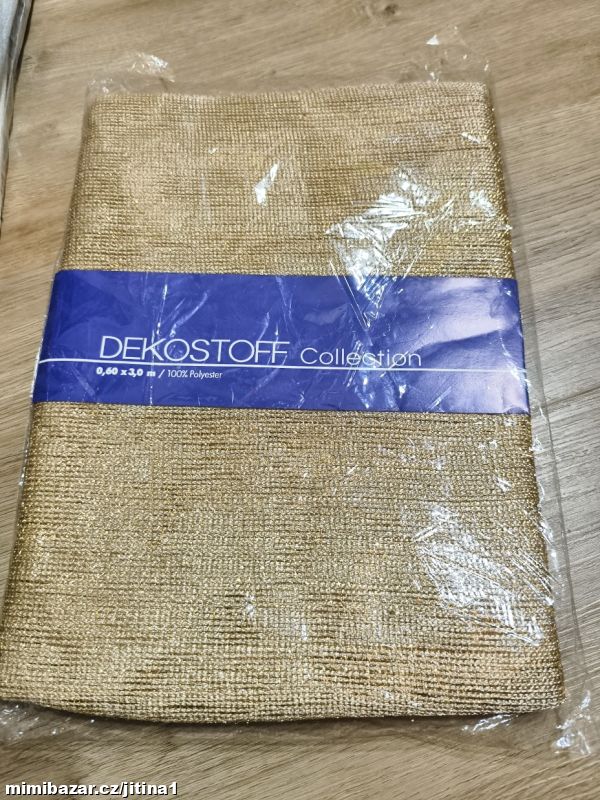 DEKOSTOFF Collection
0,60 x 3,0 m / 100% Polyester
mimibazar.cz/jitina1